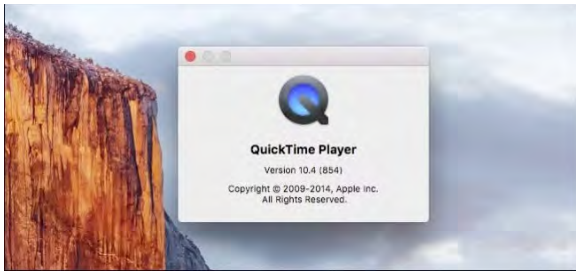 QuickTime Player
Version 10.4 (854)
Copyright © 2009-2014, Apple Inc.
All Rights Reserved.